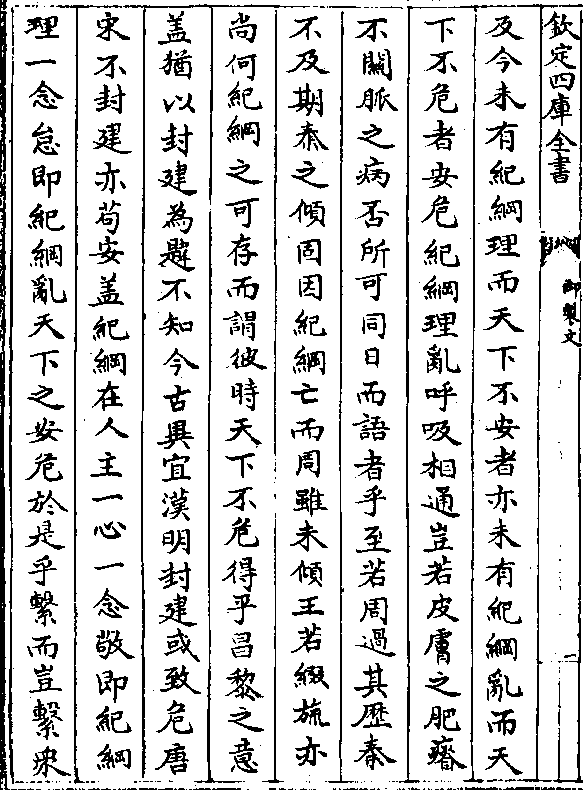 欽定四庫全書
御製文
一
及今未有紀綱理而天下不安者亦未有紀綱亂而天
下不危者安危紀綱理亂呼吸相通豈若皮膚之肥瘠
不關脈之病否所可同日而語者乎至若周過其歴秦
不及期秦之傾固因紀綱亡而周雖未傾王若綴旒亦
尚何紀綱之可存而謂彼時天下不危得乎昌黎之意
盖猶以封建為題不知今古異宜漢明封建或致危唐
宋不封建亦苟安盖紀綱在人主一心一念敬即紀綱
理一念怠即紀綱亂天下之安危於是乎繫而豈繫衆